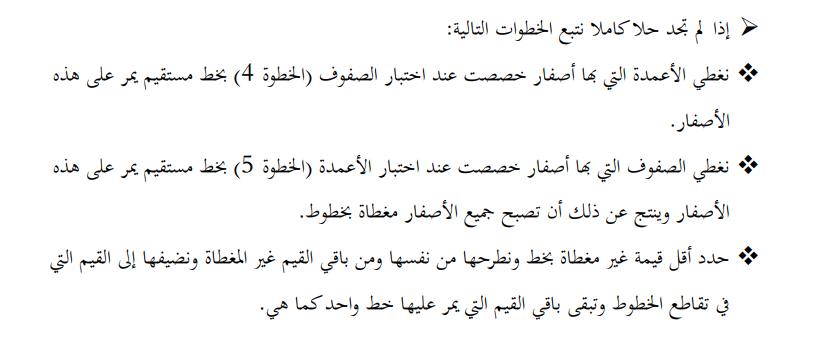 ➢ إذا لم تجد حلا كاملا نتبع الخطوات التالية:
❖ نغطي الأعمدة التي بها أصفار خصصت عند اختبار الصفوف (الخطوة 4) بخط مستقيم يمر على هذه
الأصفار.
❖ نغطي الصفوف التي بها أصفار خصصت عند اختبار الأعمدة (الخطوة 5) بخط مستقيم يمر على هذه
الأصفار وينتج عن ذلك أن تصبح جميع الأصفار مغطاة بخطوط.
❖ حدد أقل قيمة غير مغطاة بخط ونطرحها من نفسها ومن باقي القيم غير المغطاة ونضيفها إلى القيم التي
في تقاطع الخطوط وتبقى باقي القيم التي يمر عليها خط واحد كما هي.